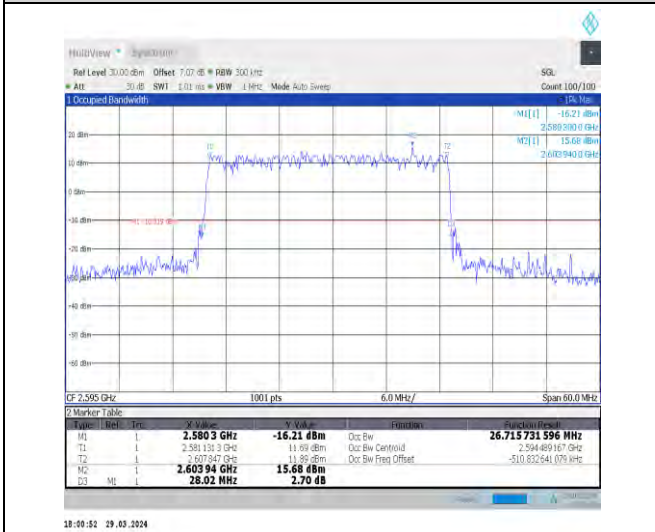 MultiView Spectrum
Ref Level 30.00 dBm Offset 7.07 dB RBW 300 kHz SGL
Att 30 dB SWT 1.01 ms VBW 1 MHz Mode Auto Sweep Count 100/100
1 Occupied Bandwidth 1Pk Max
M1[1] -16.21 dBm
2.580300 0 GHz
20 dBm M2[1] 15.68 dBm
2.603940 0 GHz
T2
10 dBm
0 dBm
-20 dBm
-40 dBm
-50 dBm
-60 dBm
CF 2.595 GHz 1001 pts 6.0 MHz/ Span 60.0 MHz
2 Marker Table
Type Ref Trc X-Value Y-Value Function Function Result
M1 1 2.5803 GHz -16.21 dBm Occ Bw 26.715 731 596 MHz
T1 1 2.581 131 3 GHz 11.69 dBm Occ Bw Centroid 2.594 489 167 GHz
T2 1 2.607 847 GHz 11.89 dBm Occ Bw Freq Offset -510.832 641 079 kHz
M2 1 2.603 94 GHz 15.68 dBm
D3 M1 1 28.02 MHz 2.70 dB
18:00:52 29.03.2024